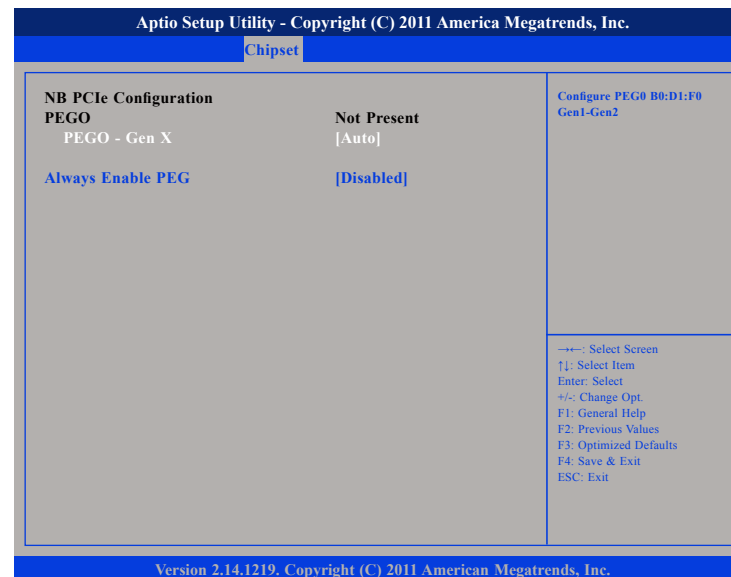 Aptio Setup Utility - Copyright (C) 2011 America Megatrends, Inc.
Chipset
NB PCIe Configuration
PEGO Not Present
PEGO - Gen X [Auto]
Always Enable PEG [Disabled]
Configure PEG0 B0:D1:F0
Gen1-Gen2
→←: Select Screen
↑↓: Select Item
Enter: Select
+/-: Change Opt.
F1: General Help
F2: Previous Values
F3: Optimized Defaults
F4: Save & Exit
ESC: Exit
Version 2.14.1219. Copyright (C) 2011 American Megatrends, Inc.